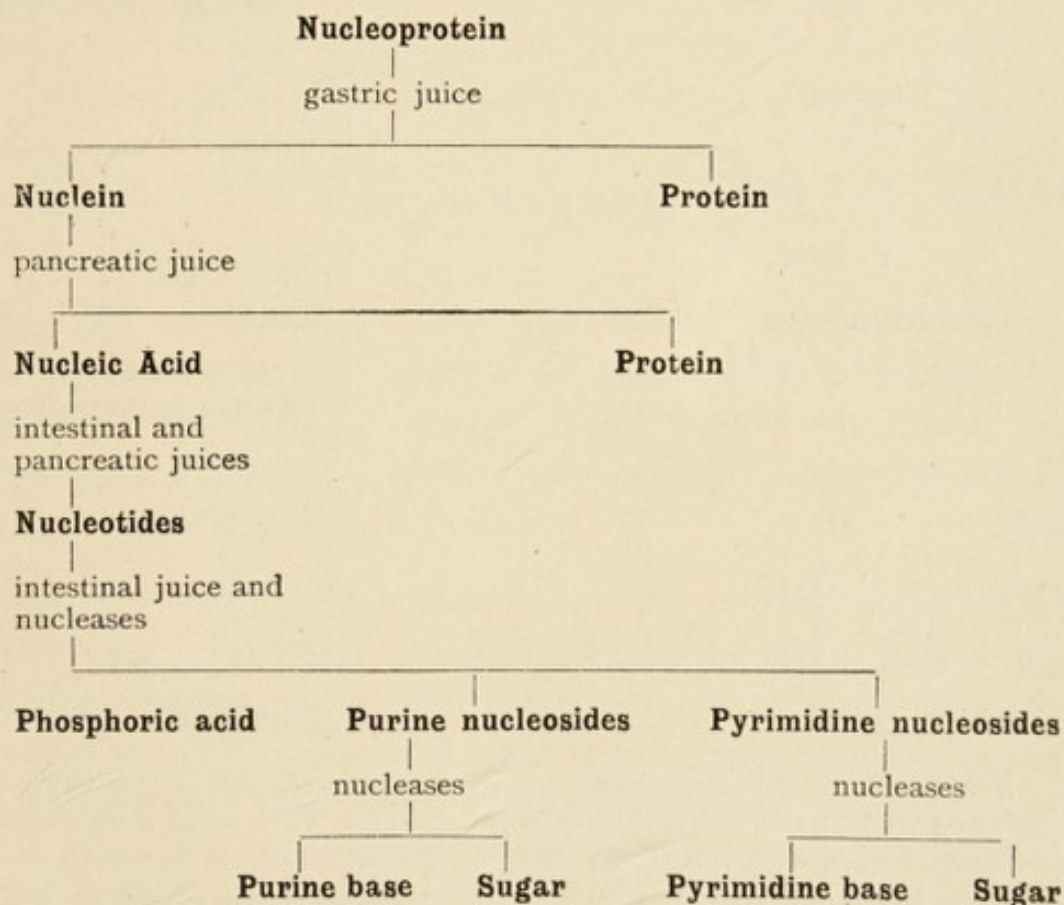 Nucleoprotein
gastric juice
Nuclein Protein
pancreatic juice
Nucleic Acid Protein
intestinal and
pancreatic juices
Nucleotides
intestinal juice and
nucleases
Phosphoric acid Purine nucleosides Pyrimidine nucleosides
nucleases nucleases
Purine base Sugar Pyrimidine base Sugar